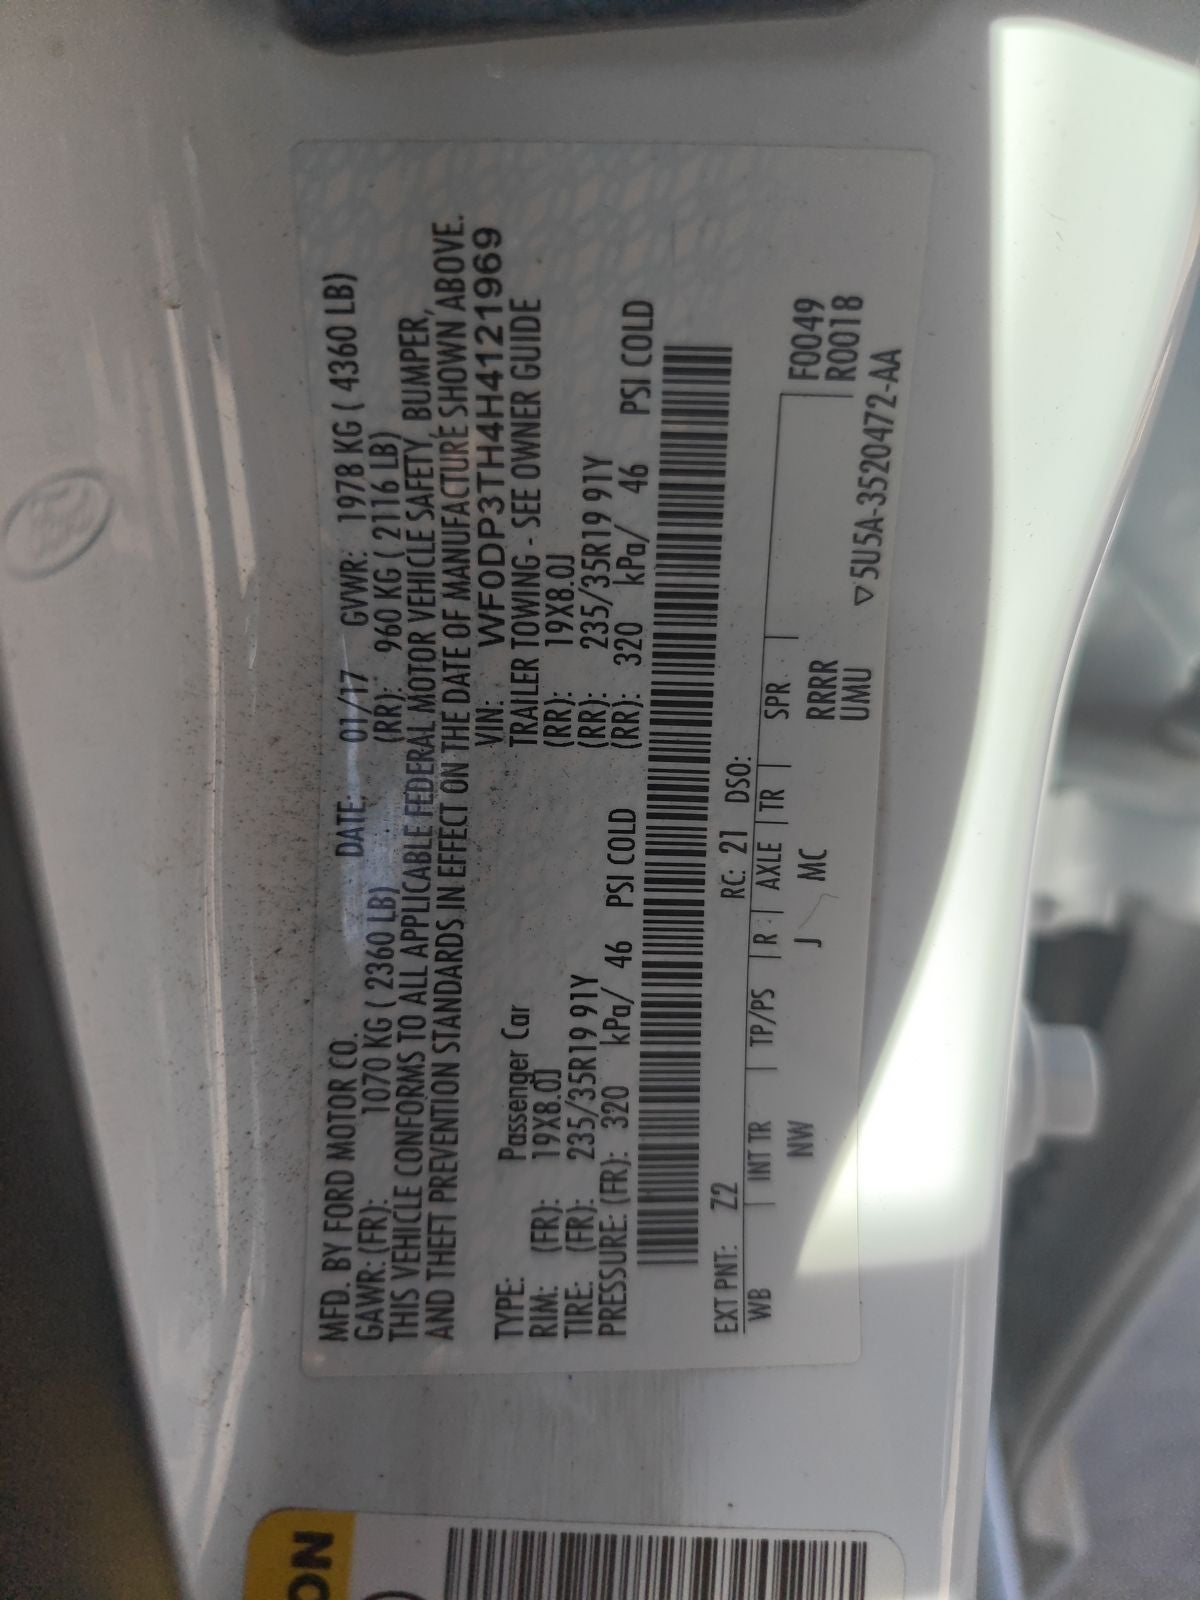 MFD. BY FORD MOTOR CO. DATE: 01/17 GVWR: 1978 KG ( 4360 LB)
GAWR: (FR): 1070 KG ( 2360 LB) (RR): 960 KG ( 2116 LB)
THIS VEHICLE CONFORMS TO ALL APPLICABLE FEDERAL MOTOR VEHICLE SAFETY, BUMPER,
AND THEFT PREVENTION STANDARDS IN EFFECT ON THE DATE OF MANUFACTURE SHOWN ABOVE.
VIN: WF0DP3TH4H4121969
TYPE: Passenger Car TRAILER TOWING - SEE OWNER GUIDE
RIM: (FR): 19X8.0J (RR): 19X8.0J
TIRE: (FR): 235/35R19 91Y (RR): 235/35R19 91Y
PRESSURE: (FR): 320 kPa/ 46 PSI COLD (RR): 320 kPa/ 46 PSI COLD
EXT PNT: Z2 RC: 21 DSO:
WB INT TR TP/PS R AXLE TR SPR F0049
NW J MC RRRR R0018
UMU ▽5U5A-3520472-AA
ON